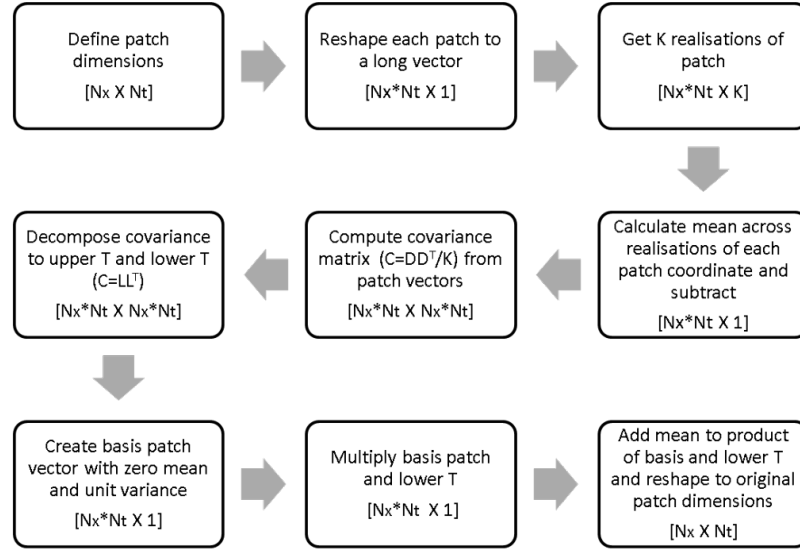 Define patch
dimensions
[Nx X Nt]
Reshape each patch to
a long vector
[Nx*Nt X 1]
Get K realisations of
patch
[Nx*Nt X K]
Calculate mean across
realisations of each
patch coordinate and
subtract
[Nx*Nt X 1]
Compute covariance
matrix (C=DDᵀ/K) from
patch vectors
[Nx*Nt X Nx*Nt]
Decompose covariance
to upper T and lower T
(C=LLᵀ)
[Nx*Nt X Nx*Nt]
Create basis patch
vector with zero mean
and unit variance
[Nx*Nt X 1]
Multiply basis patch
and lower T
[Nx*Nt X 1]
Add mean to product
of basis and lower T
and reshape to original
patch dimensions
[Nx X Nt]